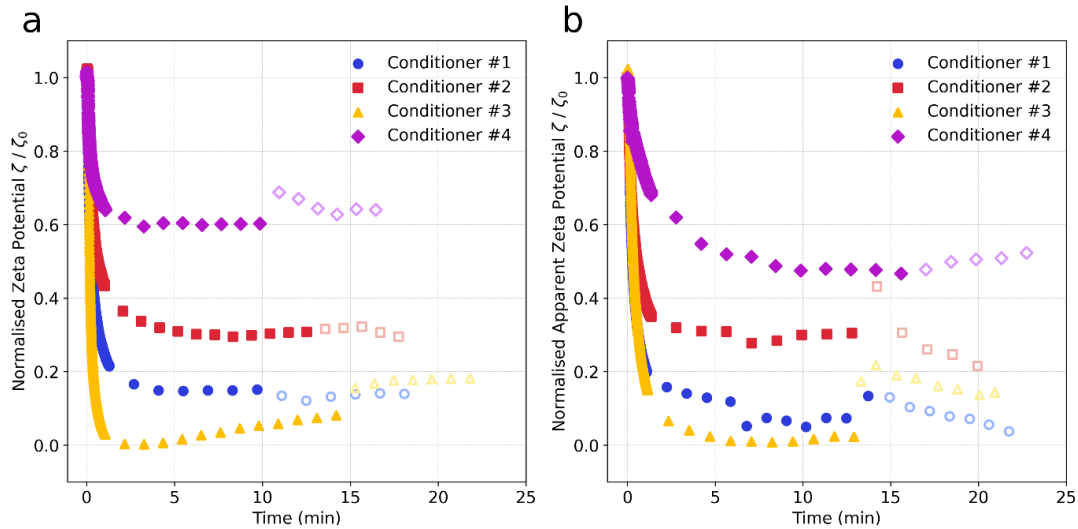 a
Normalised Zeta Potential ζ / ζ0
1.0
0.8
0.6
0.4
0.2
0.0
0
5
10
15
20
25
Time (min)
Conditioner #1
Conditioner #2
Conditioner #3
Conditioner #4
b
Normalised Apparent Zeta Potential ζ / ζ0
1.0
0.8
0.6
0.4
0.2
0.0
0
5
10
15
20
25
Time (min)
Conditioner #1
Conditioner #2
Conditioner #3
Conditioner #4